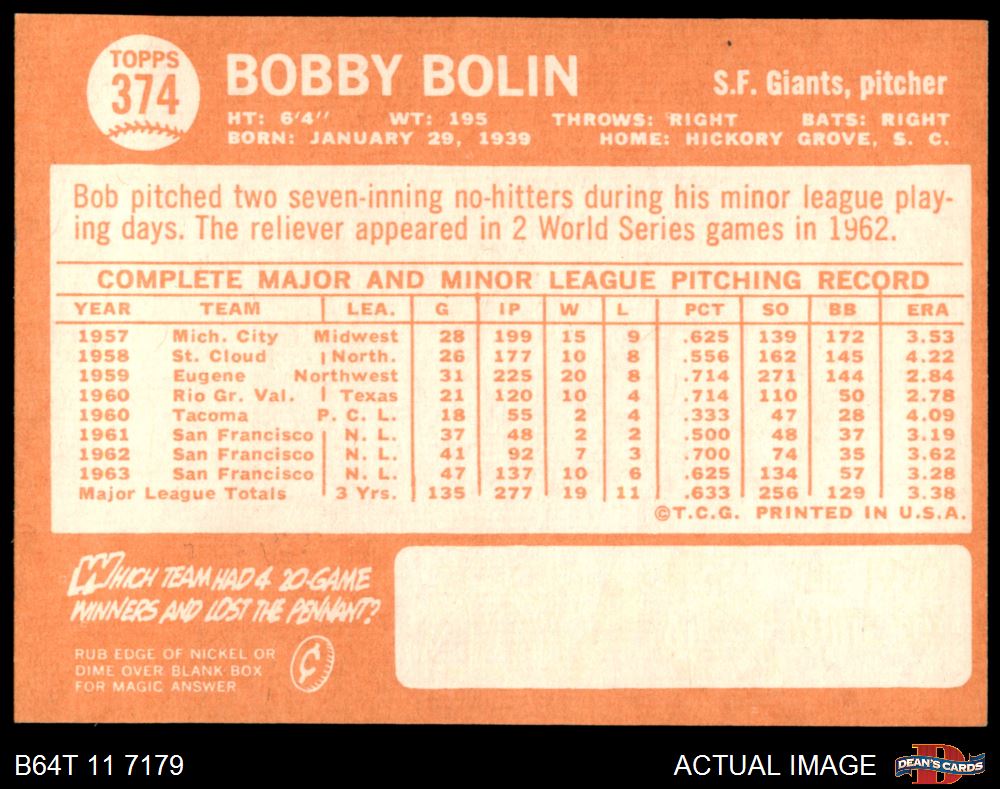 TOPPS
374
BOBBY BOLIN
S.F. Giants, pitcher
HT: 6'4" WT: 195 THROWS: RIGHT BATS: RIGHT
BORN: JANUARY 29, 1939 HOME: HICKORY GROVE, S. C.
Bob pitched two seven-inning no-hitters during his minor league play-
ing days. The reliever appeared in 2 World Series games in 1962.
COMPLETE MAJOR AND MINOR LEAGUE PITCHING RECORD
YEAR TEAM LEA. G IP W L PCT SO BB ERA
1957 Mich. City Midwest 28 199 15 9 .625 139 172 3.53
1958 St. Cloud North. 26 177 10 8 .556 162 145 4.22
1959 Eugene Northwest 31 225 20 8 .714 271 144 2.84
1960 Rio Gr. Val. Texas 21 120 10 4 .714 110 50 2.78
1960 Tacoma P. C. L. 18 55 2 4 .333 47 28 4.09
1961 San Francisco N. L. 37 48 2 2 .500 48 37 3.19
1962 San Francisco N. L. 41 92 7 3 .700 74 35 3.62
1963 San Francisco N. L. 47 137 10 6 .625 134 57 3.28
Major League Totals 3 Yrs. 135 277 19 11 .633 256 129 3.38
©T.C.G. PRINTED IN U.S.A.
WHICH TEAM HAD 4 20-GAME
WINNERS AND LOST THE PENNANT?
RUB EDGE OF NICKEL OR
DIME OVER BLANK BOX
FOR MAGIC ANSWER
¢
B64T 11 7179
ACTUAL IMAGE
D
DEAN'S CARDS